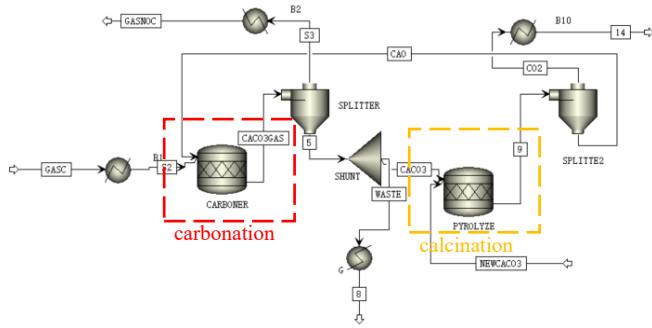 B2
GASNOC
S3
B10
14
CAO
CO2
SPLITTER
CACO3GAS
5
9
SPLITTE2
GASC
B1
S2
CARBONER
SHUNT
CACO3
WASTE
PYROLYZE
carbonation
calcination
G
NEWCACO3
8